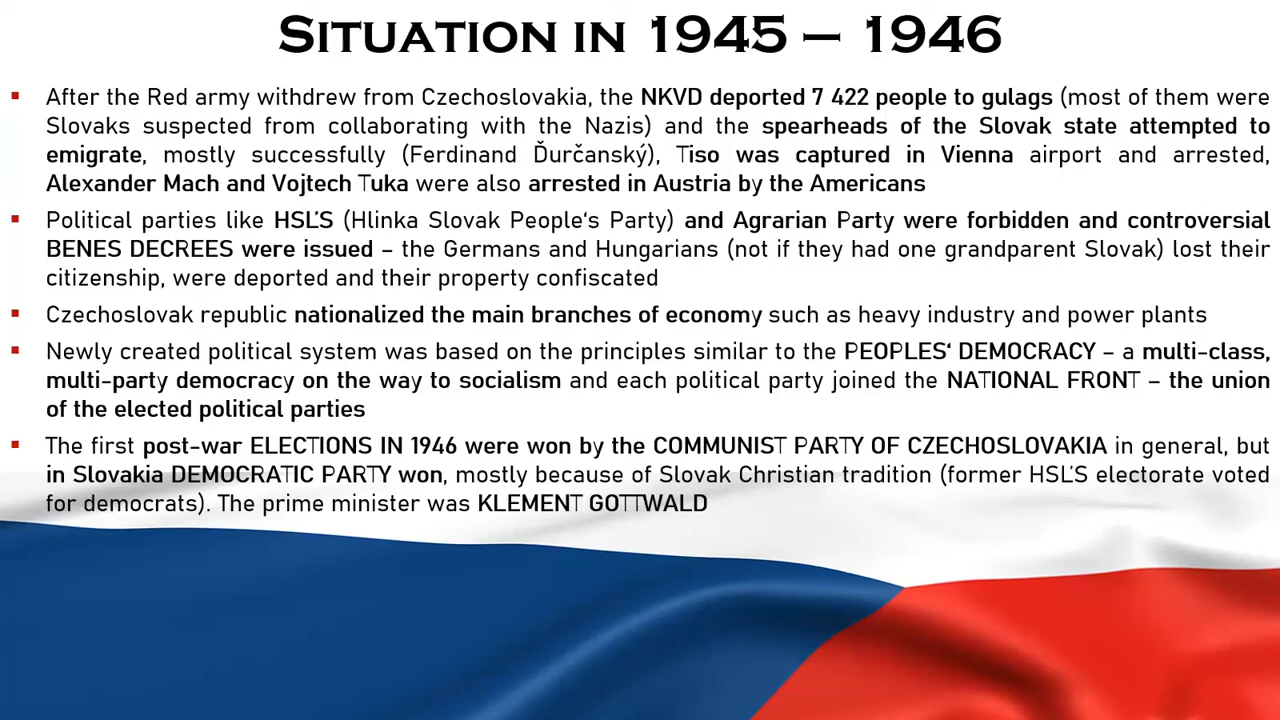 SITUATION IN 1945 – 1946
▪ After the Red army withdrew from Czechoslovakia, the NKVD deported 7 422 people to gulags (most of them were
Slovaks suspected from collaborating with the Nazis) and the spearheads of the Slovak state attempted to
emigrate, mostly successfully (Ferdinand Ďurčanský), Tiso was captured in Vienna airport and arrested,
Alexander Mach and Vojtech Tuka were also arrested in Austria by the Americans
▪ Political parties like HSĽS (Hlinka Slovak People‘s Party) and Agrarian Party were forbidden and controversial
BENES DECREES were issued – the Germans and Hungarians (not if they had one grandparent Slovak) lost their
citizenship, were deported and their property confiscated
▪ Czechoslovak republic nationalized the main branches of economy such as heavy industry and power plants
▪ Newly created political system was based on the principles similar to the PEOPLES‘ DEMOCRACY – a multi-class,
multi-party democracy on the way to socialism and each political party joined the NATIONAL FRONT – the union
of the elected political parties
▪ The first post-war ELECTIONS IN 1946 were won by the COMMUNIST PARTY OF CZECHOSLOVAKIA in general, but
in Slovakia DEMOCRATIC PARTY won, mostly because of Slovak Christian tradition (former HSĽS electorate voted
for democrats). The prime minister was KLEMENT GOTTWALD